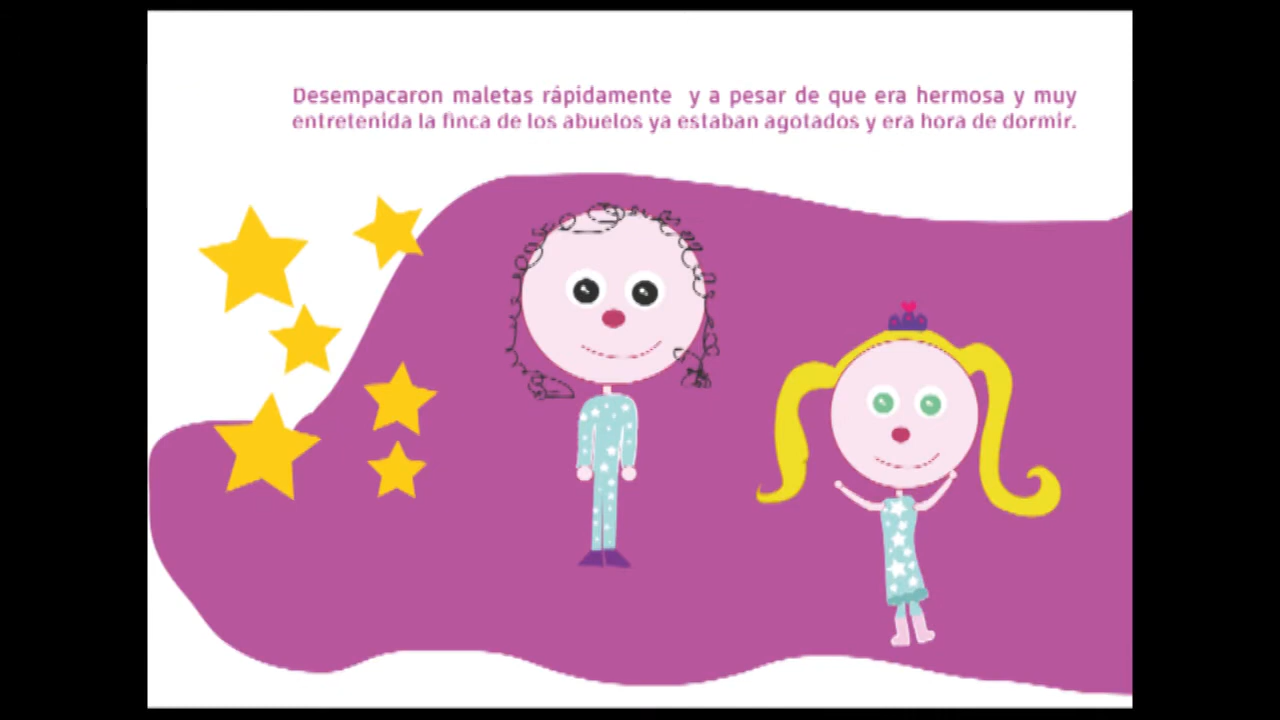 Desempacaron maletas rápidamente y a pesar de que era hermosa y muy
entretenida la finca de los abuelos ya estaban agotados y era hora de dormir.